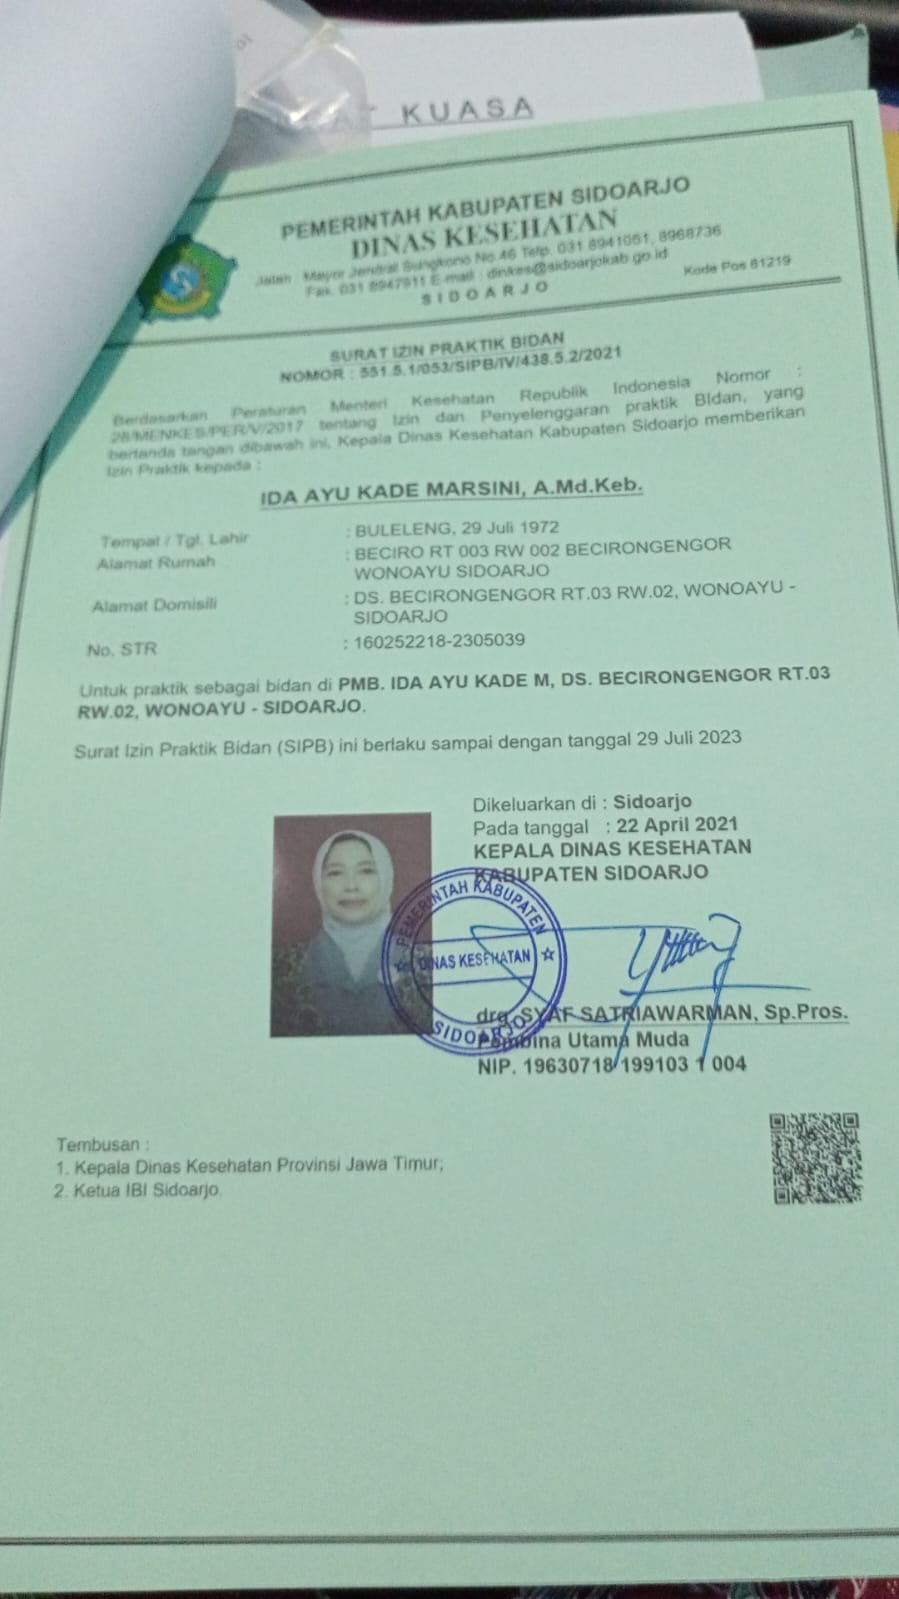 KUASA
PEMERINTAH KABUPATEN SIDOARJO
DINAS KESEHATAN
Jalan Mayor Jendral Sungkono No.46 Telp. 031 8941051, 8968736
Fax. 031 8947911 E-mail : dinkes@sidoarjokab.go.id
Kode Pos 61219
SIDOARJO
SURAT IZIN PRAKTIK BIDAN
NOMOR : 551.5.1/053/SIPB/IV/438.5.2/2021
Berdasarkan Peraturan Menteri Kesehatan Republik Indonesia Nomor :
28/MENKES/PER/V/2017 tentang Izin dan Penyelenggaran praktik BIdan, yang
bertanda tangan dibawah ini, Kepala Dinas Kesehatan Kabupaten Sidoarjo memberikan
Izin Praktik kepada :
IDA AYU KADE MARSINI, A.Md.Keb.
Tempat / Tgl. Lahir : BULELENG, 29 Juli 1972
Alamat Rumah : BECIRO RT 003 RW 002 BECIRONGENGOR
WONOAYU SIDOARJO
Alamat Domisili : DS. BECIRONGENGOR RT.03 RW.02, WONOAYU -
SIDOARJO
No. STR : 160252218-2305039
Untuk praktik sebagai bidan di PMB. IDA AYU KADE M, DS. BECIRONGENGOR RT.03
RW.02, WONOAYU - SIDOARJO.
Surat Izin Praktik Bidan (SIPB) ini berlaku sampai dengan tanggal 29 Juli 2023
Dikeluarkan di : Sidoarjo
Pada tanggal : 22 April 2021
KEPALA DINAS KESEHATAN
KABUPATEN SIDOARJO
PEMERINTAH KABUPATEN
DINAS KESEHATAN
SIDOARJO
drg. SYAF SATRIAWARMAN, Sp.Pros.
Pembina Utama Muda
NIP. 19630718 199103 1 004
Tembusan :
1. Kepala Dinas Kesehatan Provinsi Jawa Timur;
2. Ketua IBI Sidoarjo.